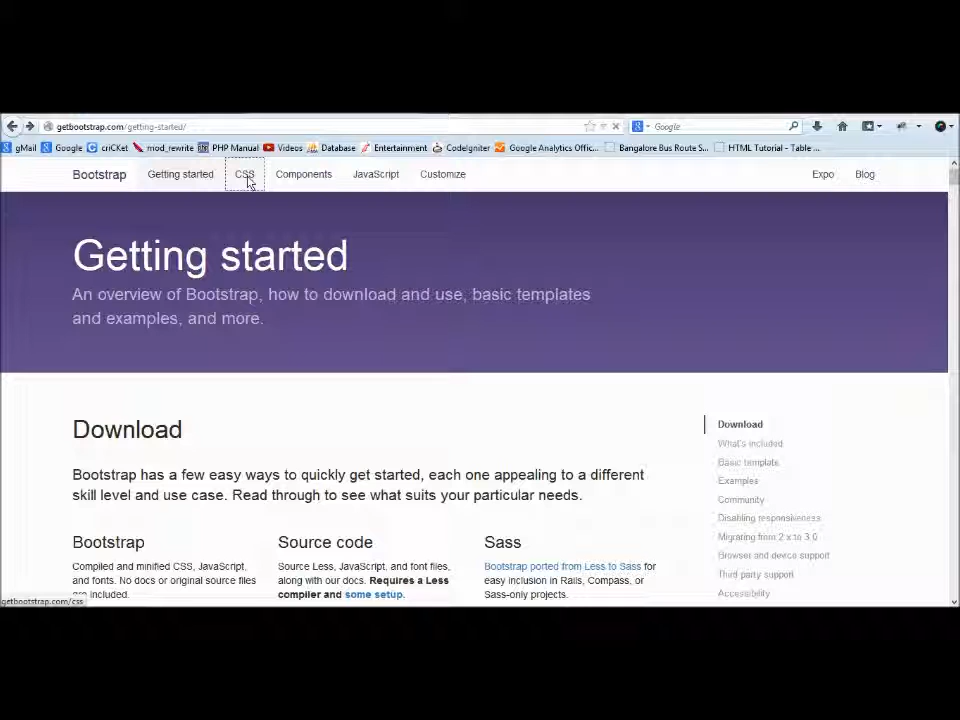 getbootstrap.com/getting-started/
Google
gMail Google criCKet mod_rewrite PHP Manual Videos Database Entertainment CodeIgniter Google Analytics Offic... Bangalore Bus Route S... HTML Tutorial - Table ...
Bootstrap Getting started CSS Components JavaScript Customize Expo Blog
Getting started
An overview of Bootstrap, how to download and use, basic templates
and examples, and more.
Download
Bootstrap has a few easy ways to quickly get started, each one appealing to a different
skill level and use case. Read through to see what suits your particular needs.
Bootstrap
Compiled and minified CSS, JavaScript,
and fonts. No docs or original source files
are included.
Source code
Source Less, JavaScript, and font files,
along with our docs. Requires a Less
compiler and some setup.
Sass
Bootstrap ported from Less to Sass for
easy inclusion in Rails, Compass, or
Sass-only projects.
Download
What's included
Basic template
Examples
Community
Disabling responsiveness
Migrating from 2.x to 3.0
Browser and device support
Third party support
Accessibility
getbootstrap.com/css